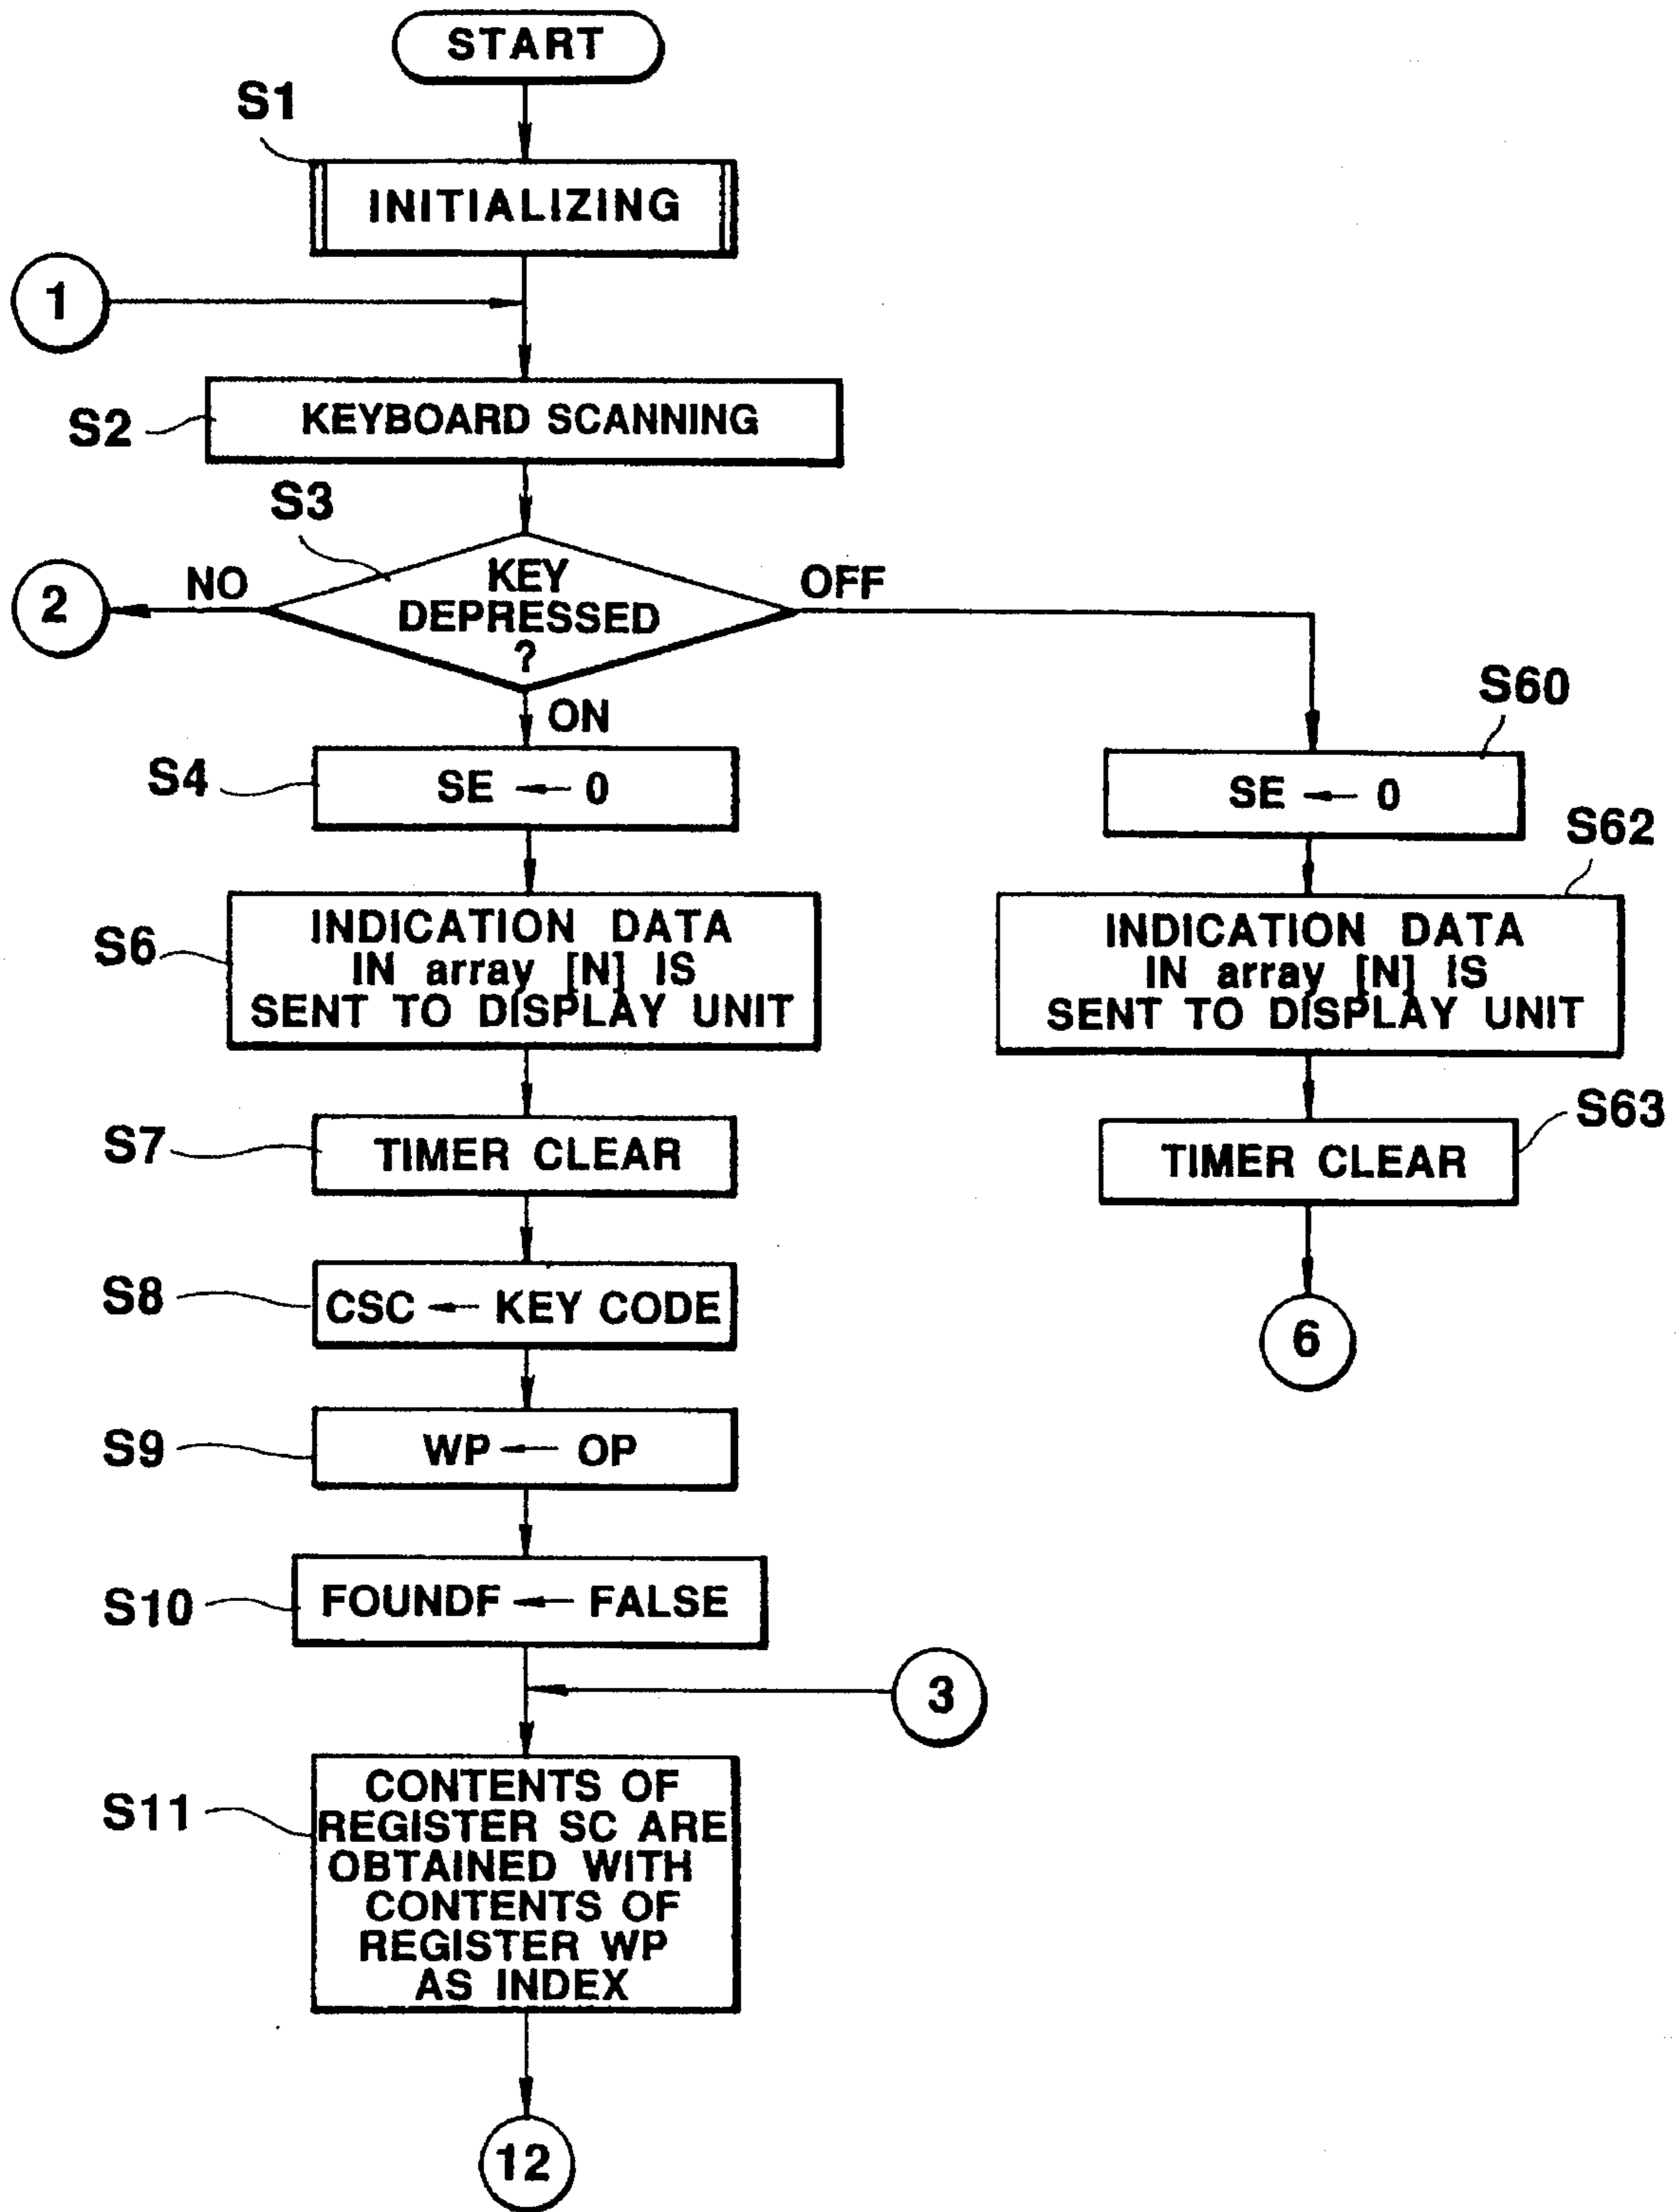 START
S1
INITIALIZING
1
S2
KEYBOARD SCANNING
S3
KEY
DEPRESSED
?
NO
2
OFF
ON
S4
SE ← 0
S6
INDICATION DATA
IN array [N] IS
SENT TO DISPLAY UNIT
S7
TIMER CLEAR
S8
CSC ← KEY CODE
S9
WP ← OP
S10
FOUNDF ← FALSE
3
S11
CONTENTS OF
REGISTER SC ARE
OBTAINED WITH
CONTENTS OF
REGISTER WP
AS INDEX
12
S60
SE ← 0
S62
INDICATION DATA
IN array [N] IS
SENT TO DISPLAY UNIT
S63
TIMER CLEAR
6